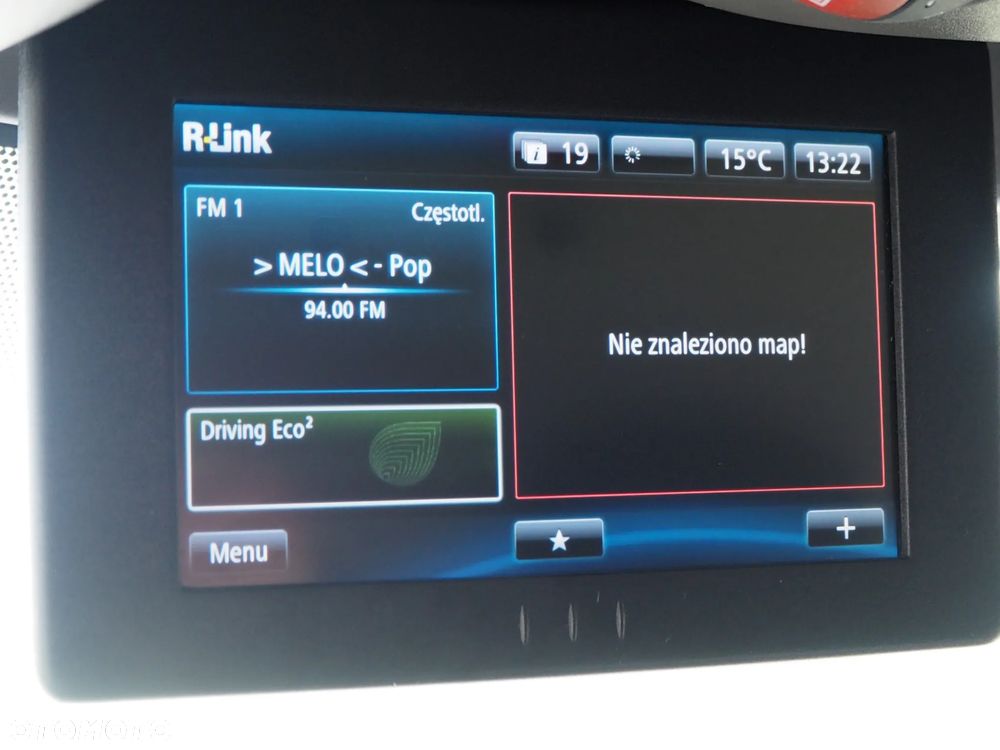 R-Link
19
15°C
13:22
FM 1
Częstotl.
> MELO < - Pop
94.00 FM
Nie znaleziono map!
Driving Eco²
Menu
OTOMOTO